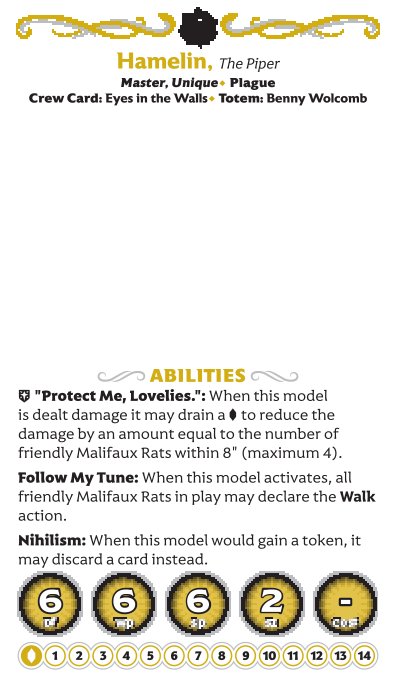 Hamelin, The Piper
Master, Unique Plague
Crew Card: Eyes in the Walls Totem: Benny Wolcomb
ABILITIES
"Protect Me, Lovelies.": When this model
is dealt damage it may drain a to reduce the
damage by an amount equal to the number of
friendly Malifaux Rats within 8" (maximum 4).
Follow My Tune: When this model activates, all
friendly Malifaux Rats in play may declare the Walk
action.
Nihilism: When this model would gain a token, it
may discard a card instead.
6 6 6 2 -
sp
1 2 3 4 5 6 7 8 9 10 11 12 13 14